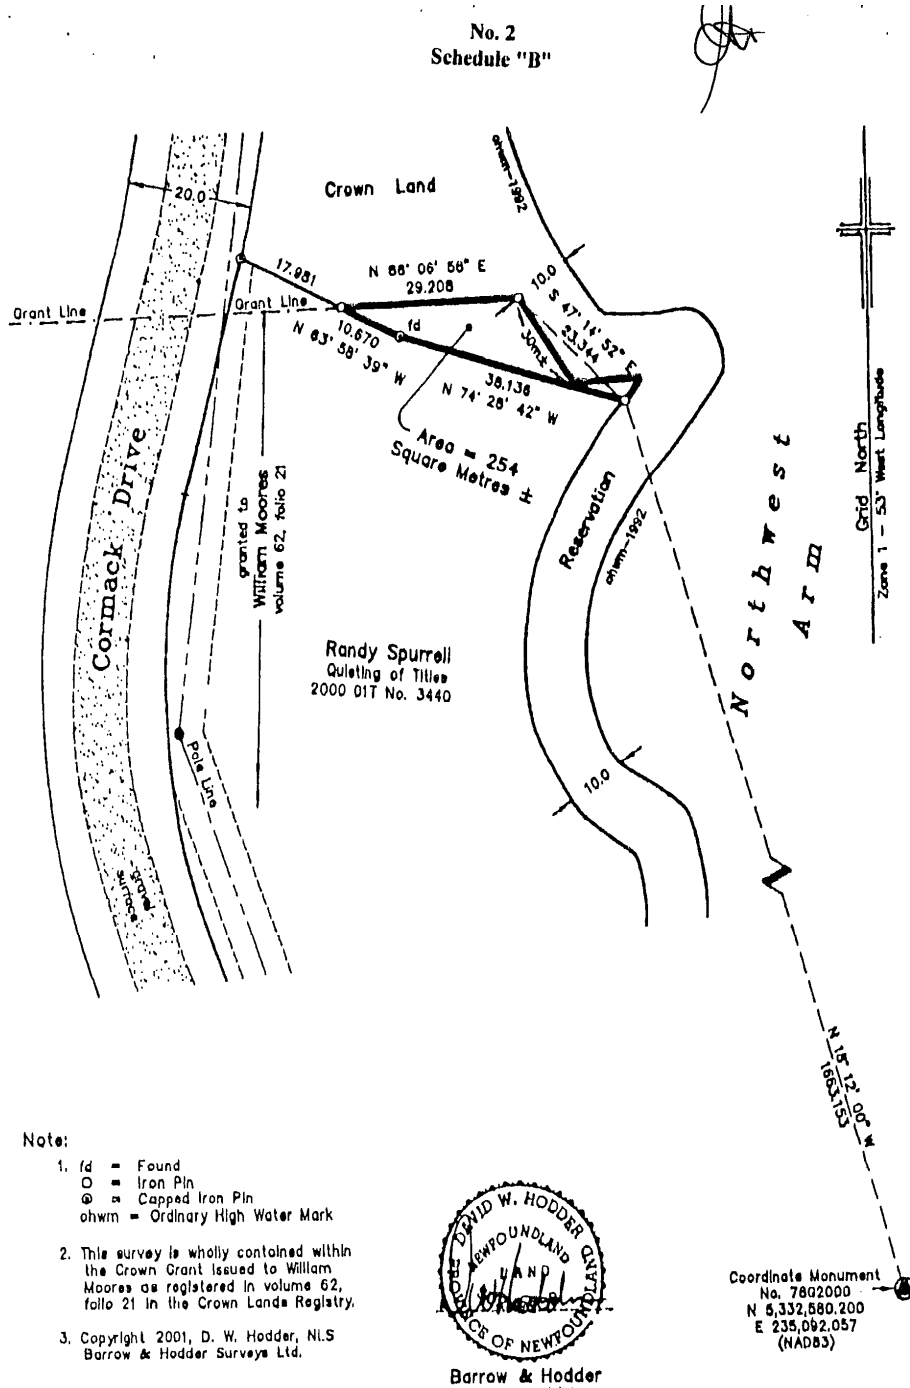 No. 2
Schedule "B"
ohwm-1992
Crown Land
20.0
17.981
N 88° 06' 58" E
29.208
10.0
S 47° 14' 52" E
23.344
30m±
Grant Line
Grant Line
10.670
fd
N 63° 58' 39" W
38.136
N 74° 28' 42" W
Area = 254
Square Metres ±
Grid North
Zone 1 - 53° West Longitude
Cormack Drive
granted to
William Moores
volume 62, folio 21
Reservation
ohwm-1992
Northwest
Arm
Randy Spurrell
Quieting of Titles
2000 01T No. 3440
Pole Line
10.0
gravel
surface
N 18° 12' 00" W
1663.153
Note:
1. fd = Found
O = Iron Pin
= Capped Iron Pin
ohwm = Ordinary High Water Mark
2. This survey is wholly contained within
the Crown Grant issued to William
Moores as registered in volume 62,
folio 21 in the Crown Lands Registry.
3. Copyright 2001, D. W. Hodder, NLS
Barrow & Hodder Surveys Ltd.
DAVID W. HODDER
NEWFOUNDLAND
LAND
PROVINCE OF NEWFOUNDLAND
Barrow & Hodder
Coordinate Monument
No. 7802000
N 5,332,580.200
E 235,092.057
(NAD83)